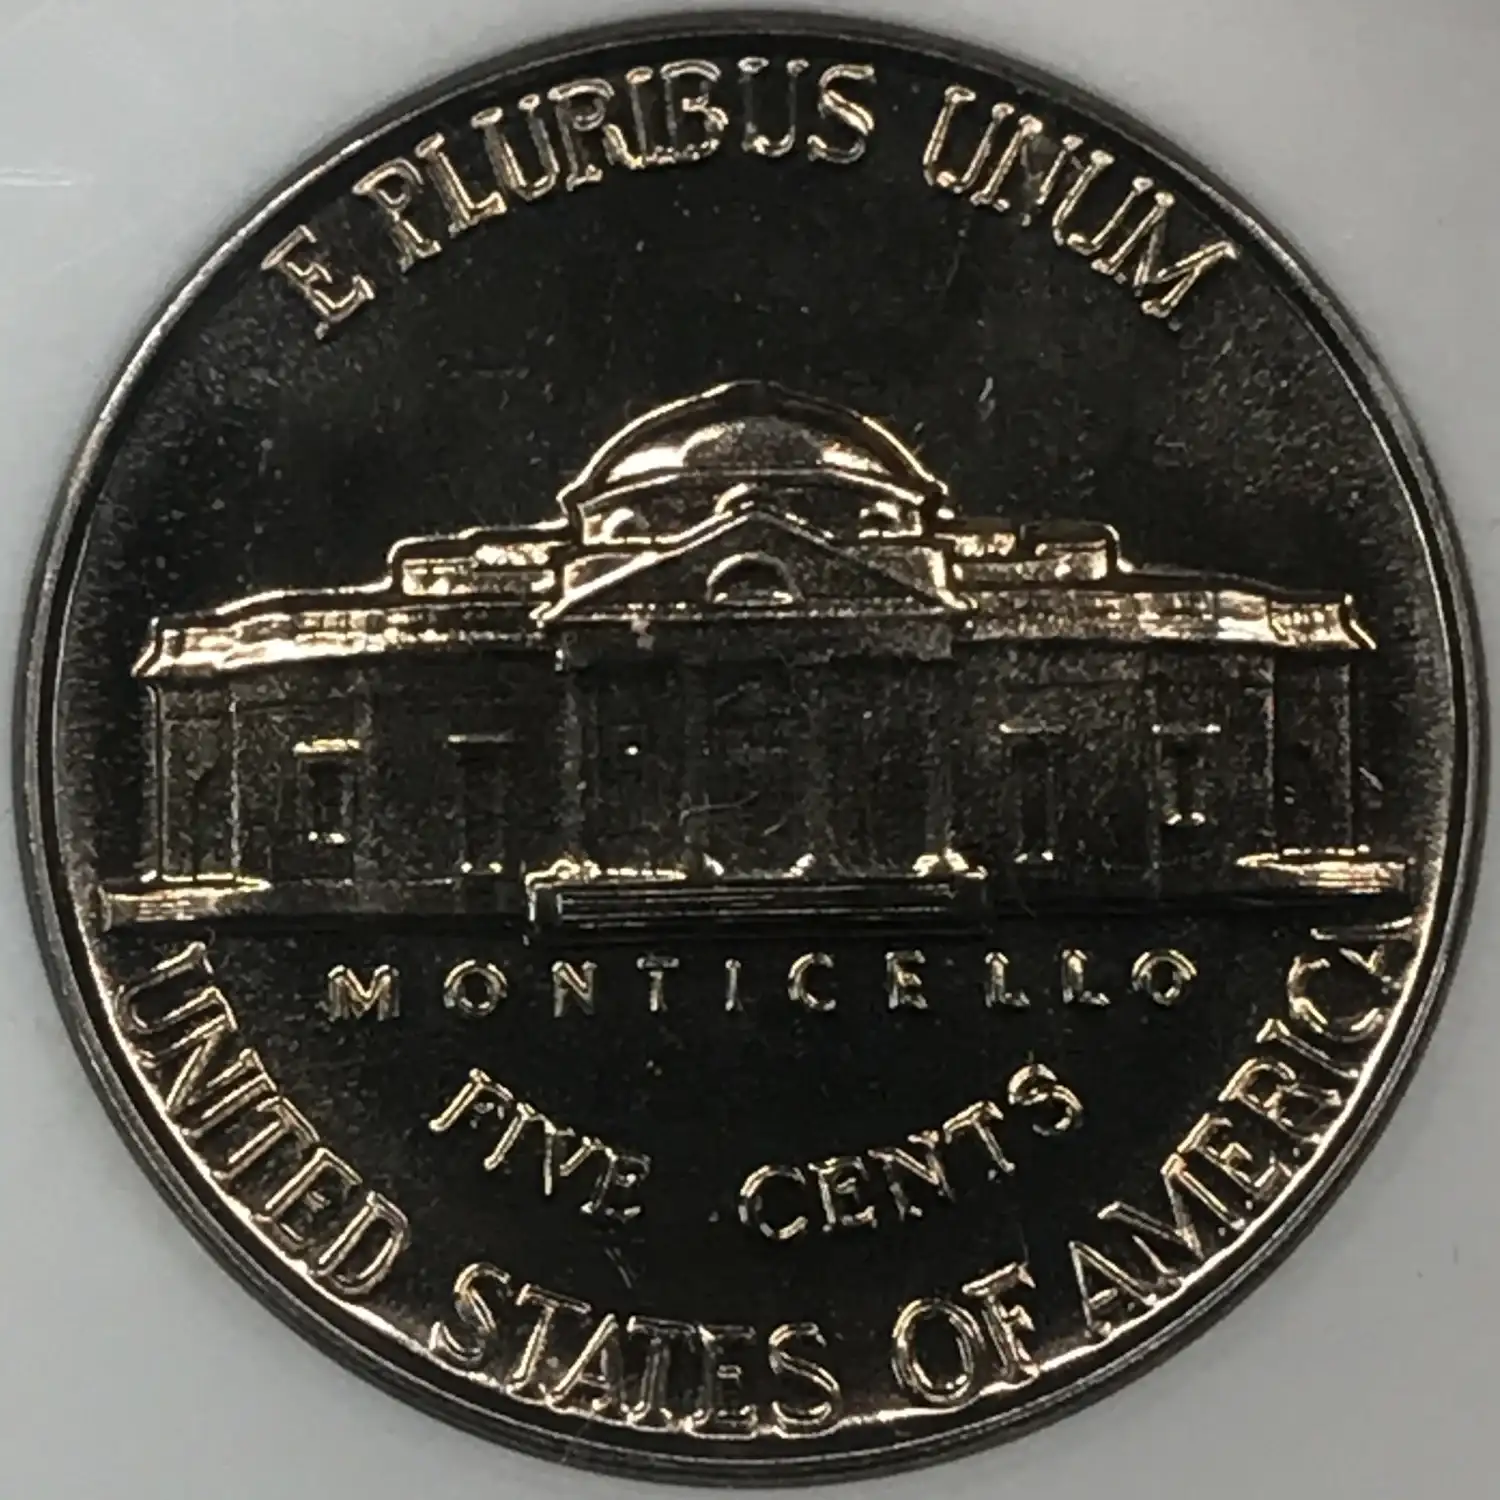 E PLURIBUS UNUM
MONTICELLO
FIVE CENTS
UNITED STATES OF AMERICA